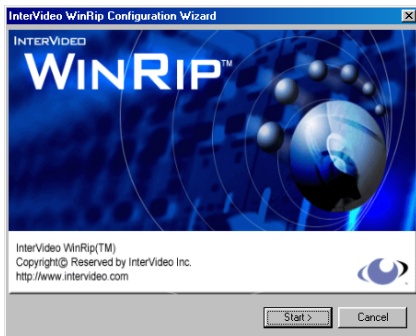 InterVideo WinRip Configuration Wizard
INTERVIDEO
WINRIP™
InterVideo WinRip(TM)
Copyright© Reserved by InterVideo Inc.
http://www.intervideo.com
Start > Cancel